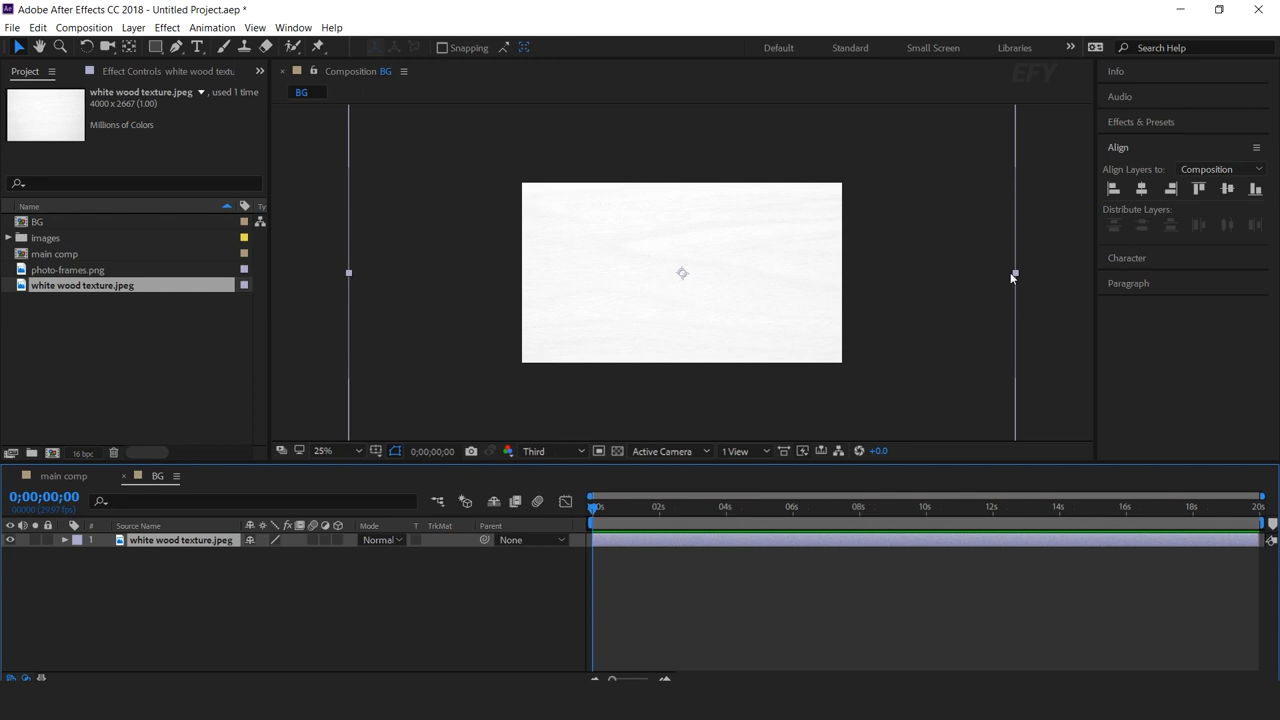 Adobe After Effects CC 2018 - Untitled Project.aep *
File Edit Composition Layer Effect Animation View Window Help
Snapping Default Standard Small Screen Libraries Search Help
Project Effect Controls white wood textu
white wood texture.jpeg , used 1 time
4000 x 2667 (1.00)
Millions of Colors
Name Ty
BG
images
main comp
photo-frames.png
white wood texture.jpeg
16 bpc
Composition BG
EFY
BG
25% 0;00;00;00 Third Active Camera 1 View +0.0
Info
Audio
Effects & Presets
Align
Align Layers to: Composition
Distribute Layers:
Character
Paragraph
main comp BG
0;00;00;00
00000 (29.97 fps)
02s 04s 06s 08s 10s 12s 14s 16s 18s 20s
# Source Name Mode T TrkMat Parent
1 white wood texture.jpeg Normal None